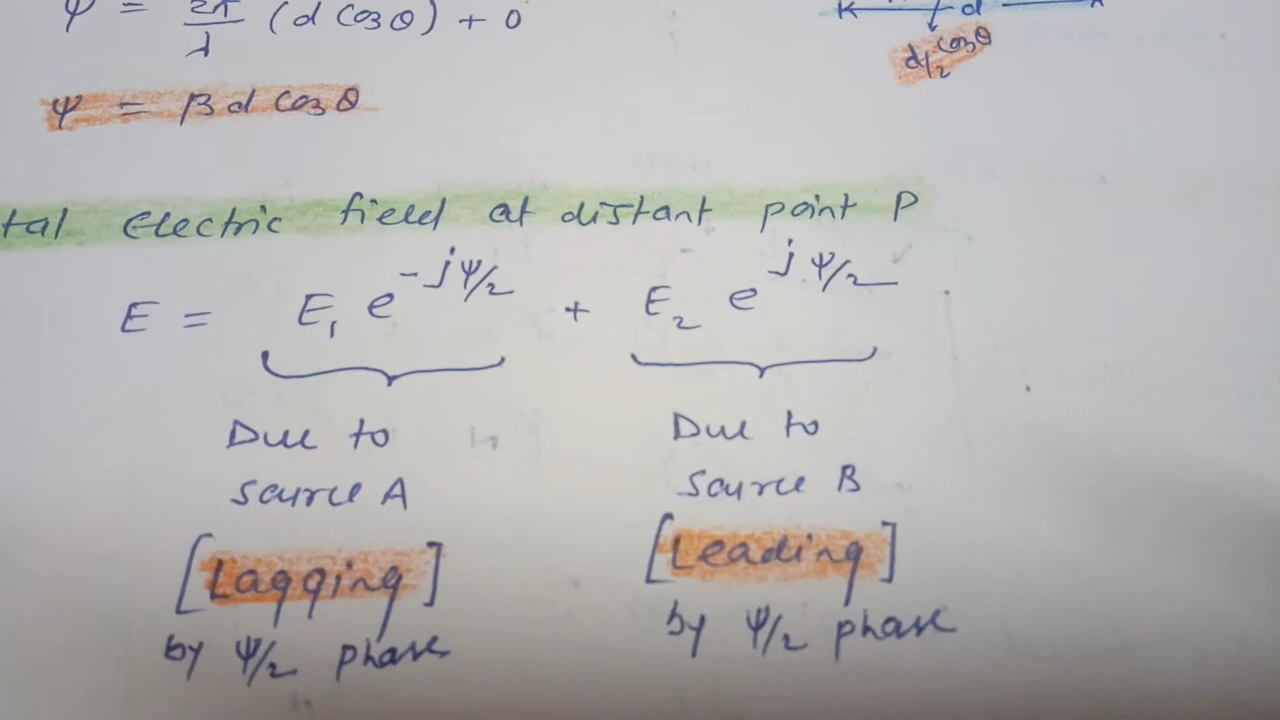 ψ = 2π/λ (d cosθ) + 0
d
d/2 cosθ
ψ = βd cosθ
tal electric field at distant point P
E = E₁ e^(-jψ/2) + E₂ e^(jψ/2)
Due to source A
[Lagging]
by ψ/2 phase
Due to source B
[Leading]
by ψ/2 phase